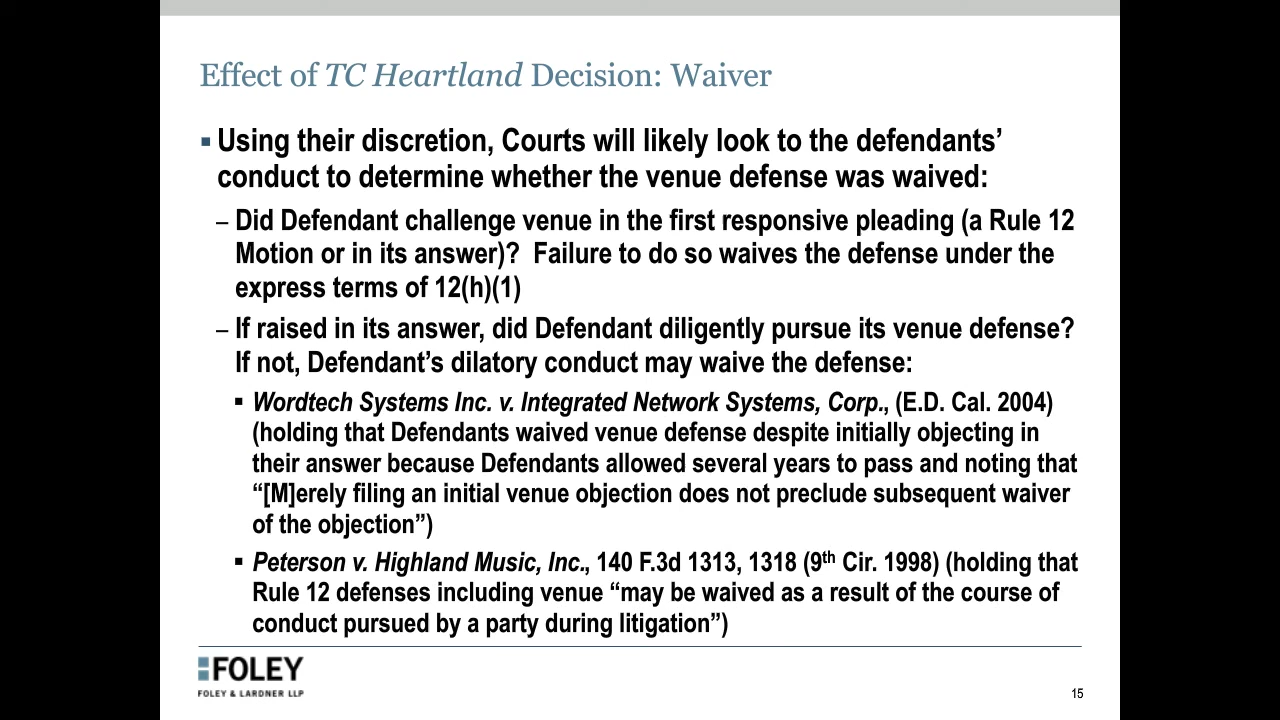 Effect of TC Heartland Decision: Waiver
▪ Using their discretion, Courts will likely look to the defendants’
conduct to determine whether the venue defense was waived:
– Did Defendant challenge venue in the first responsive pleading (a Rule 12
Motion or in its answer)?  Failure to do so waives the defense under the
express terms of 12(h)(1)
– If raised in its answer, did Defendant diligently pursue its venue defense?
If not, Defendant’s dilatory conduct may waive the defense:
▪ Wordtech Systems Inc. v. Integrated Network Systems, Corp., (E.D. Cal. 2004)
(holding that Defendants waived venue defense despite initially objecting in
their answer because Defendants allowed several years to pass and noting that
“[M]erely filing an initial venue objection does not preclude subsequent waiver
of the objection”)
▪ Peterson v. Highland Music, Inc., 140 F.3d 1313, 1318 (9th Cir. 1998) (holding that
Rule 12 defenses including venue “may be waived as a result of the course of
conduct pursued by a party during litigation”)
FOLEY
FOLEY & LARDNER LLP
15